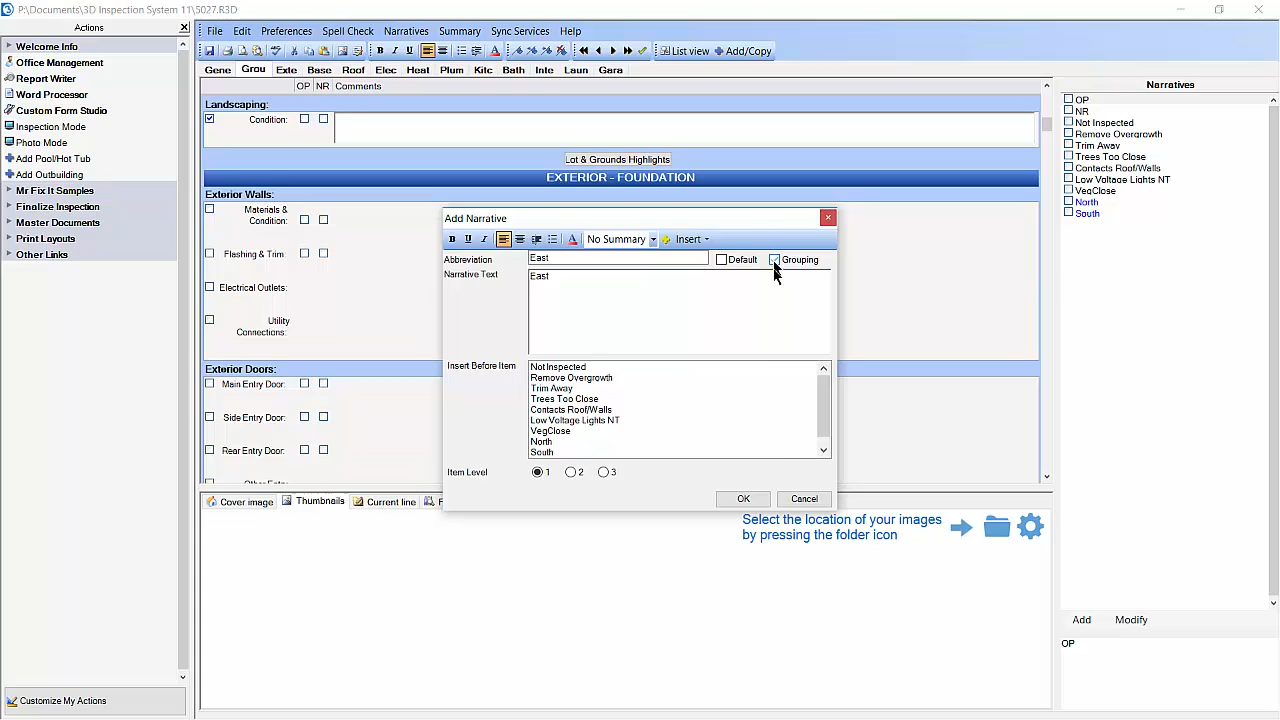 P:\Documents\3D Inspection System 11\5027.R3D
Actions
Welcome Info
Office Management
Report Writer
Word Processor
Custom Form Studio
Inspection Mode
Photo Mode
Add Pool/Hot Tub
Add Outbuilding
Mr Fix It Samples
Finalize Inspection
Master Documents
Print Layouts
Other Links
Customize My Actions
File Edit Preferences Spell Check Narratives Summary Sync Services Help
B I U A List view Add/Copy
Gene Grou Exte Base Roof Elec Heat Plum Kitc Bath Inte Laun Gara
OP NR Comments
Landscaping:
Condition:
Lot & Grounds Highlights
EXTERIOR - FOUNDATION
Exterior Walls:
Materials &
Condition:
Flashing & Trim:
Electrical Outlets:
Utility
Connections:
Exterior Doors:
Main Entry Door:
Side Entry Door:
Rear Entry Door:
Add Narrative
B U I A No Summary Insert
Abbreviation East Default Grouping
Narrative Text East
Insert Before Item
Not Inspected
Remove Overgrowth
Trim Away
Trees Too Close
Contacts Roof/Walls
Low Voltage Lights NT
VegClose
North
South
Item Level 1 2 3
OK Cancel
Cover image Thumbnails Current line
Select the location of your images
by pressing the folder icon
Narratives
OP
NR
Not Inspected
Remove Overgrowth
Trim Away
Trees Too Close
Contacts Roof/Walls
Low Voltage Lights NT
VegClose
North
South
Add Modify
OP